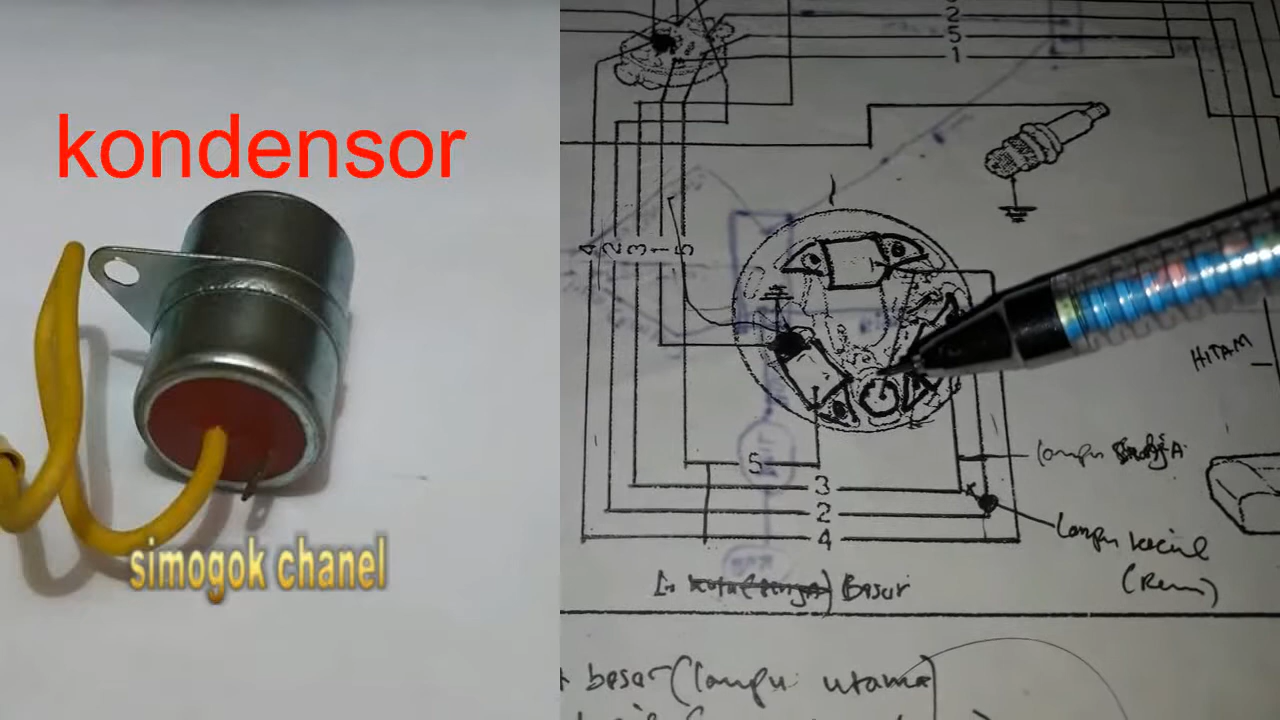 kondensor
simogok chanel
2
5
1
4
2
3
1
5
HITAM
5
3
2
4
lampu
Lampu kecil
(Rem)
Besar
besar (lampu utama)